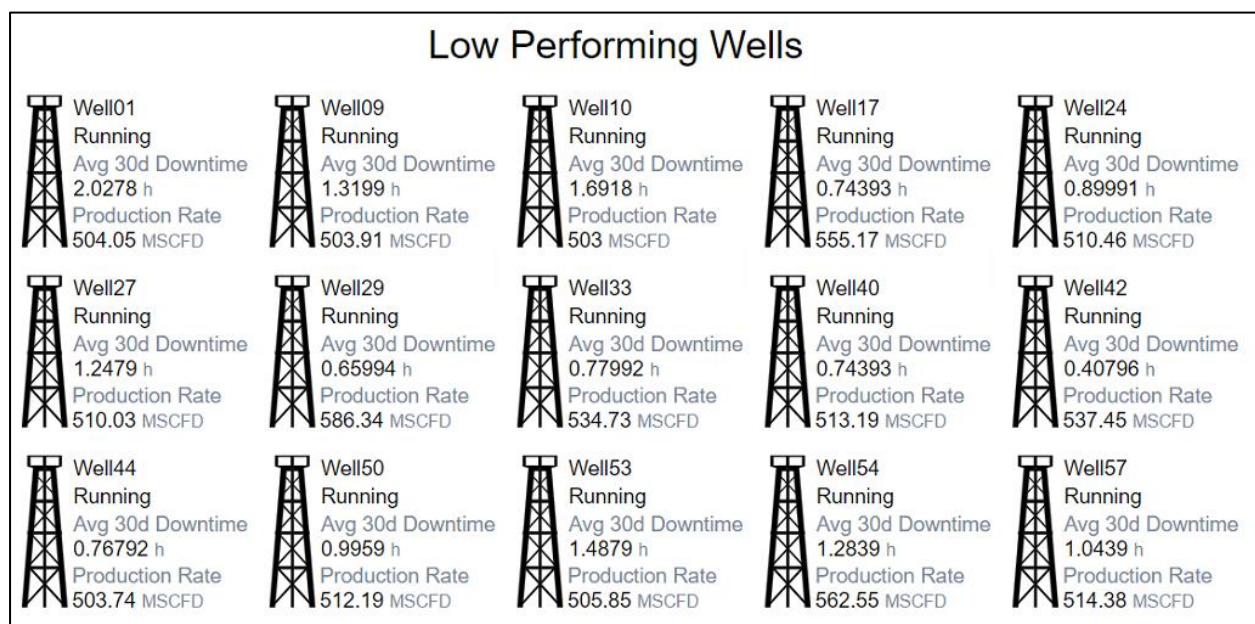 Low Performing Wells
Well01
Running
Avg 30d Downtime
2.0278 h
Production Rate
504.05 MSCFD
Well09
Running
Avg 30d Downtime
1.3199 h
Production Rate
503.91 MSCFD
Well10
Running
Avg 30d Downtime
1.6918 h
Production Rate
503 MSCFD
Well17
Running
Avg 30d Downtime
0.74393 h
Production Rate
555.17 MSCFD
Well24
Running
Avg 30d Downtime
0.89991 h
Production Rate
510.46 MSCFD
Well27
Running
Avg 30d Downtime
1.2479 h
Production Rate
510.03 MSCFD
Well29
Running
Avg 30d Downtime
0.65994 h
Production Rate
586.34 MSCFD
Well33
Running
Avg 30d Downtime
0.77992 h
Production Rate
534.73 MSCFD
Well40
Running
Avg 30d Downtime
0.74393 h
Production Rate
513.19 MSCFD
Well42
Running
Avg 30d Downtime
0.40796 h
Production Rate
537.45 MSCFD
Well44
Running
Avg 30d Downtime
0.76792 h
Production Rate
503.74 MSCFD
Well50
Running
Avg 30d Downtime
0.9959 h
Production Rate
512.19 MSCFD
Well53
Running
Avg 30d Downtime
1.4879 h
Production Rate
505.85 MSCFD
Well54
Running
Avg 30d Downtime
1.2839 h
Production Rate
562.55 MSCFD
Well57
Running
Avg 30d Downtime
1.0439 h
Production Rate
514.38 MSCFD